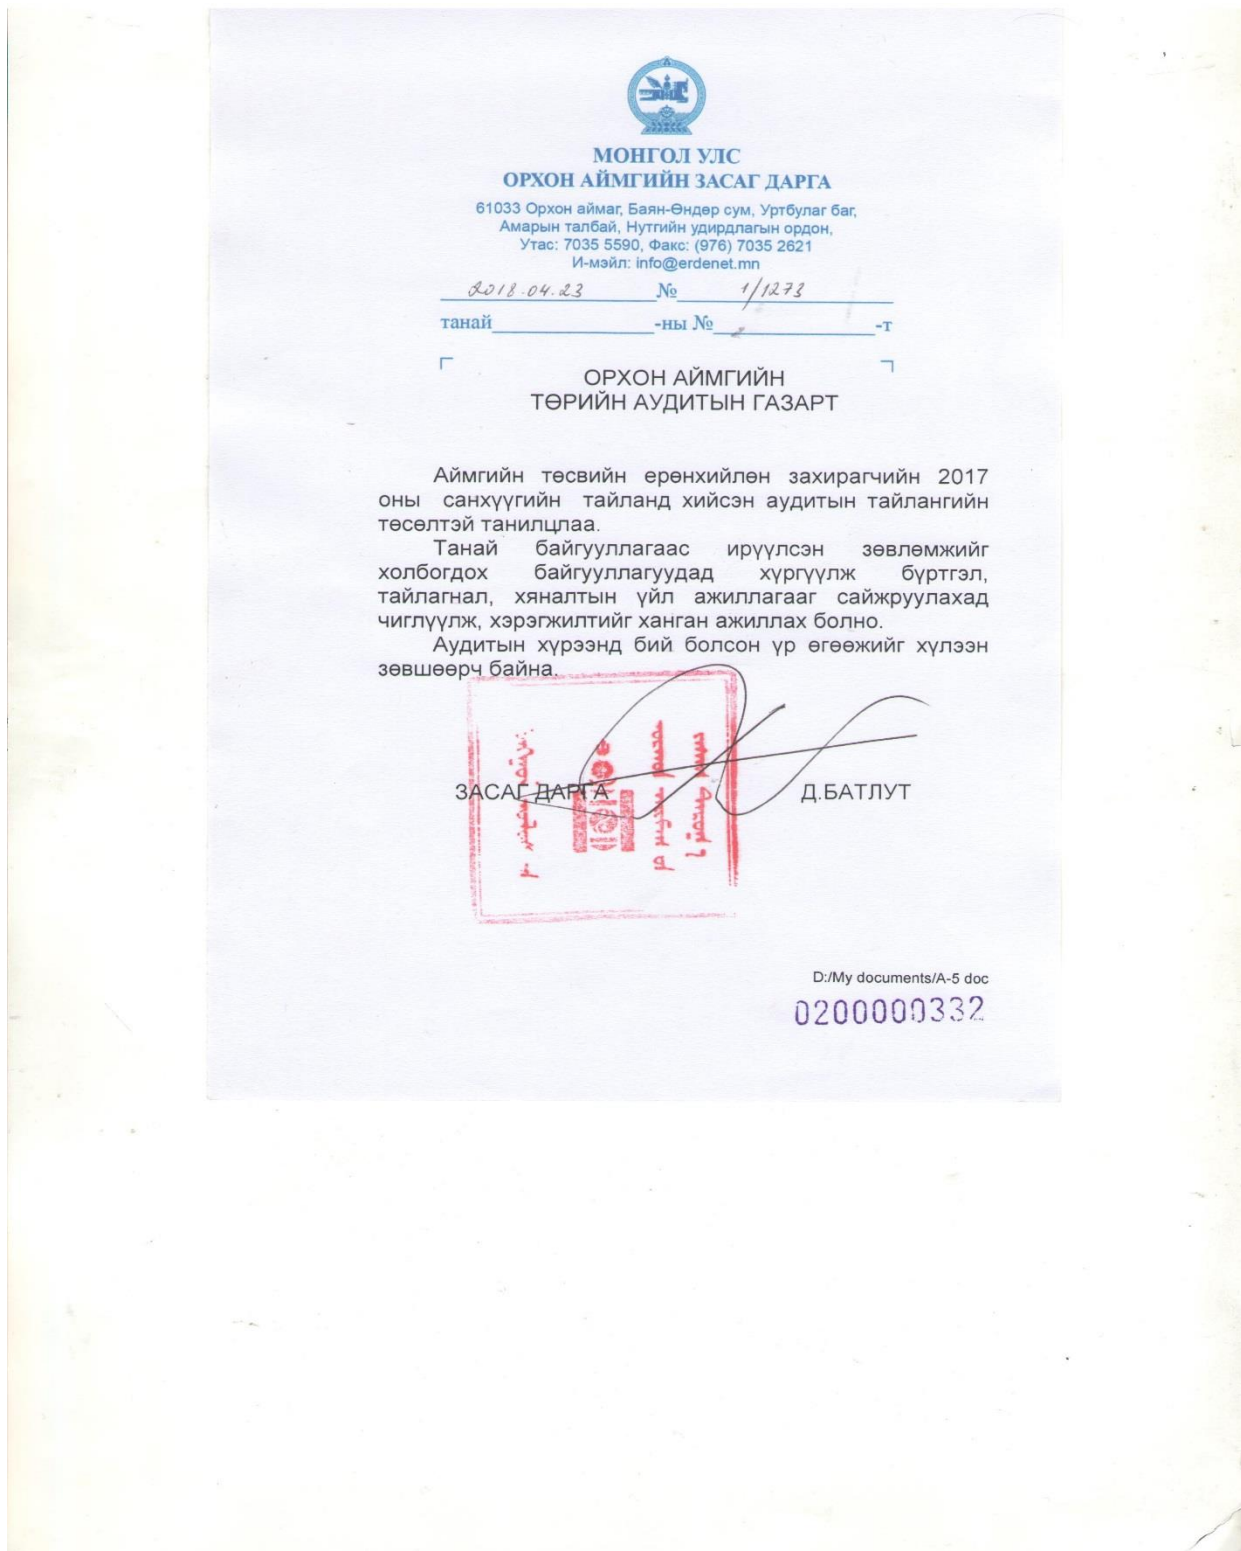 МОНГОЛ УЛС
ОРХОН АЙМГИЙН ЗАСАГ ДАРГА
61033 Орхон аймаг, Баян-Өндөр сум, Уртбулаг баг,
Амарын талбай, Нутгийн удирдлагын ордон,
Утас: 7035 5590, Факс: (976) 7035 2621
И-мэйл: info@erdenet.mn
2018.04.23 № 1/1273
танай -ны № -т
ОРХОН АЙМГИЙН
ТӨРИЙН АУДИТЫН ГАЗАРТ
Аймгийн төсвийн ерөнхийлөн захирагчийн 2017
оны санхүүгийн тайланд хийсэн аудитын тайлангийн
төсөлтэй танилцлаа.
Танай байгууллагаас ирүүлсэн зөвлөмжийг
холбогдох байгууллагуудад хүргүүлж бүртгэл,
тайлагнал, хяналтын үйл ажиллагааг сайжруулахад
чиглүүлж, хэрэгжилтийг ханган ажиллах болно.
Аудитын хүрээнд бий болсон үр өгөөжийг хүлээн
зөвшөөрч байна.
ЗАСАГ ДАРГА Д.БАТЛУТ
D:/My documents/A-5 doc
0200000332